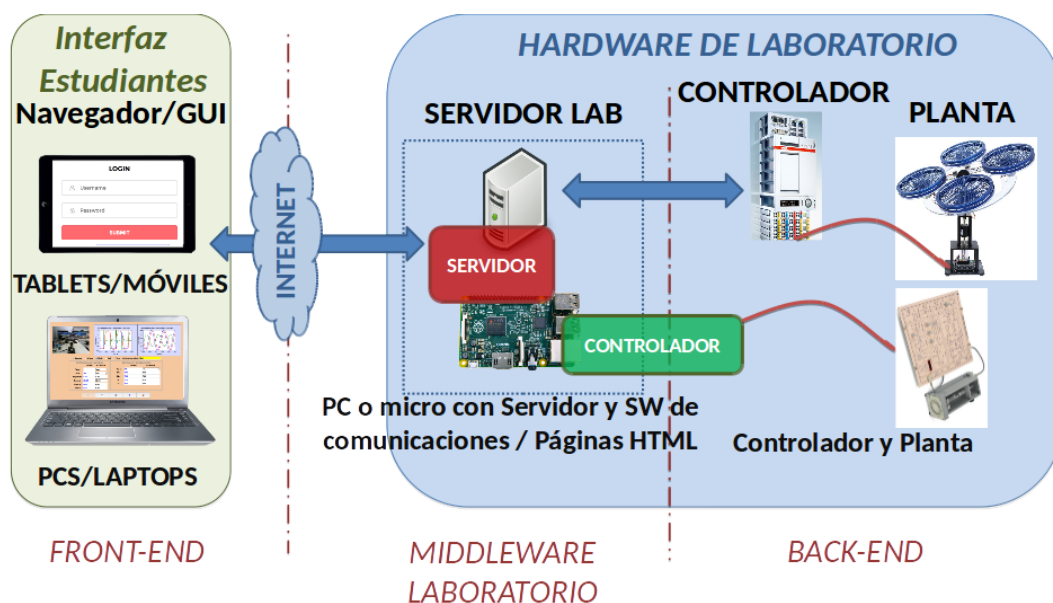 Interfaz
Estudiantes
Navegador/GUI
LOGIN
Username
Password
SUBMIT
TABLETS/MÓVILES
PCS/LAPTOPS
INTERNET
HARDWARE DE LABORATORIO
SERVIDOR LAB
SERVIDOR
CONTROLADOR
PLANTA
CONTROLADOR
PC o micro con Servidor y SW de
comunicaciones / Páginas HTML
Controlador y Planta
FRONT-END
MIDDLEWARE
LABORATORIO
BACK-END